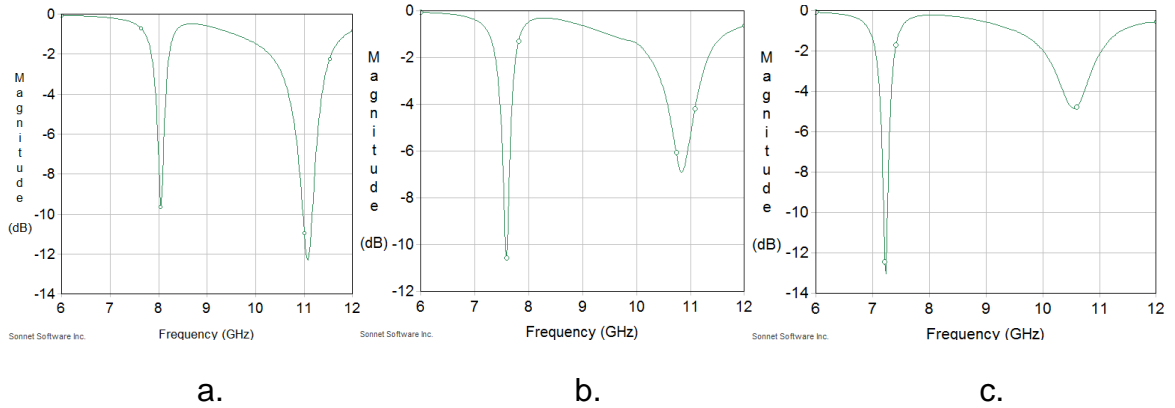 0
-2
-4
-6
-8
-10
-12
-14
Magnitude
(dB)
6 7 8 9 10 11 12
Frequency (GHz)
Sonnet Software Inc.
a.
0
-2
-4
-6
-8
-10
-12
Magnitude
(dB)
6 7 8 9 10 11 12
Frequency (GHz)
Sonnet Software Inc.
b.
0
-2
-4
-6
-8
-10
-12
-14
Magnitude
(dB)
6 7 8 9 10 11 12
Frequency (GHz)
Sonnet Software Inc.
c.